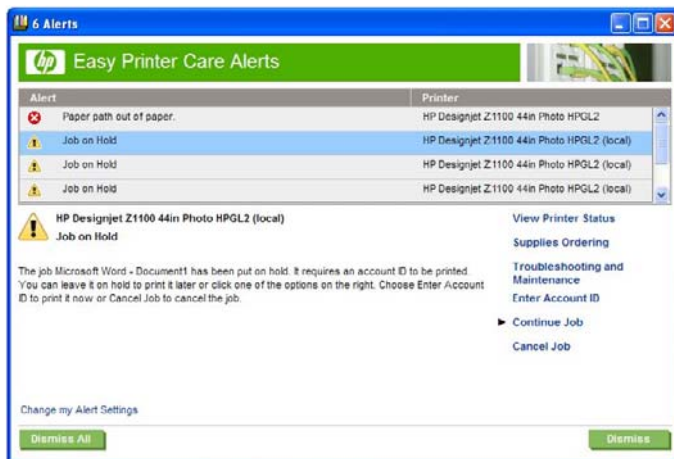 6 Alerts
hp Easy Printer Care Alerts
Alert Printer
Paper path out of paper. HP Designjet Z1100 44in Photo HPGL2
Job on Hold HP Designjet Z1100 44in Photo HPGL2 (local)
Job on Hold HP Designjet Z1100 44in Photo HPGL2 (local)
Job on Hold HP Designjet Z1100 44in Photo HPGL2 (local)
HP Designjet Z1100 44in Photo HPGL2 (local)
Job on Hold
The job Microsoft Word - Document1 has been put on hold. It requires an account ID to be printed.
You can leave it on hold to print it later or click one of the options on the right. Choose Enter Account
ID to print it now or Cancel Job to cancel the job.
View Printer Status
Supplies Ordering
Troubleshooting and
Maintenance
Enter Account ID
Continue Job
Cancel Job
Change my Alert Settings
Dismiss All Dismiss